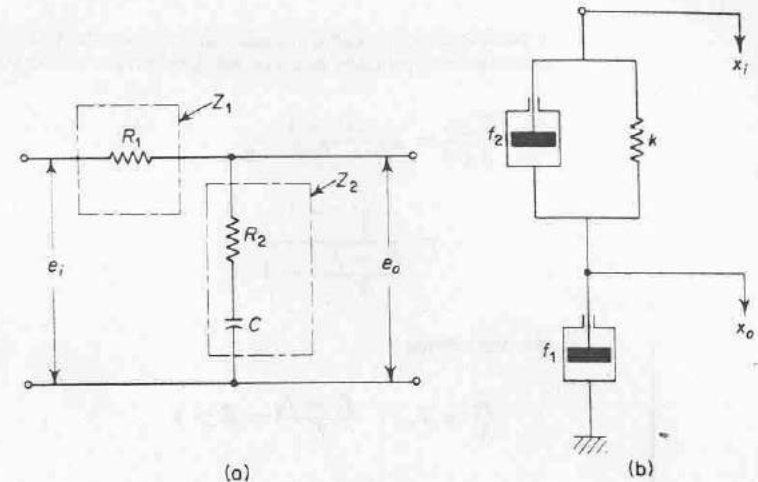 Z₁
R₁
Z₂
R₂
C
eᵢ
eₒ
(a)
xᵢ
f₂
k
xₒ
f₁
(b)